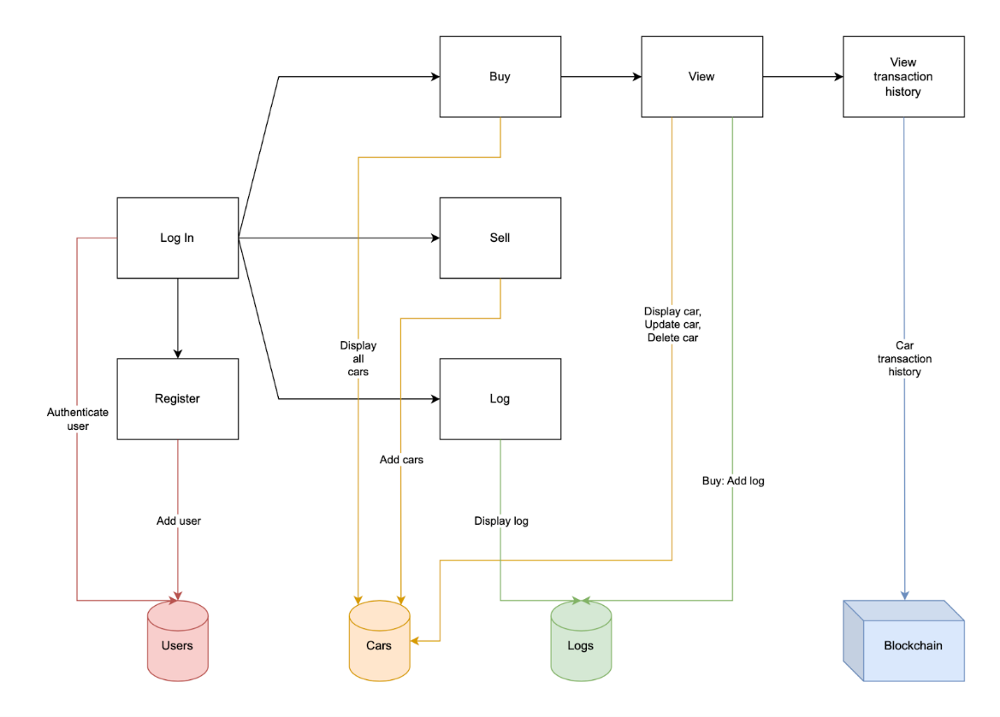 Buy
View
View
transaction
history
Log In
Sell
Display car,
Update car,
Delete car
Display
all
cars
Car
transaction
history
Register
Log
Authenticate
user
Add cars
Buy: Add log
Add user
Display log
Users
Cars
Logs
Blockchain